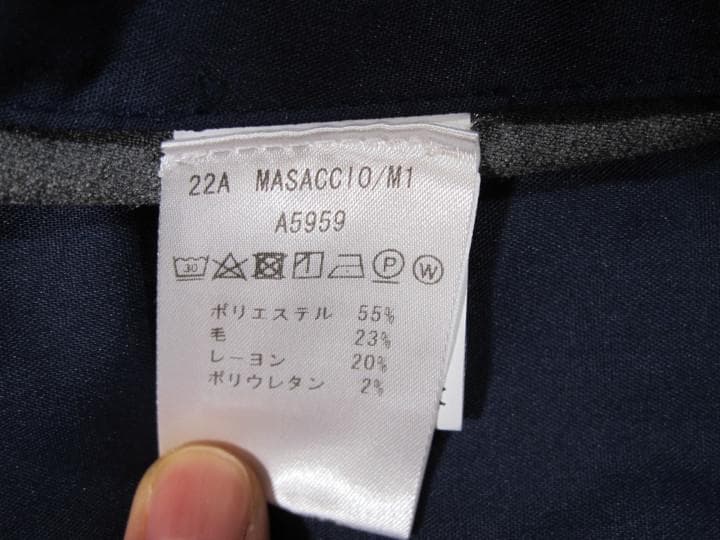 22A MASACCIO/M1
A5959
30 P W
ポリエステル 55%
毛 23%
レーヨン 20%
ポリウレタン 2%